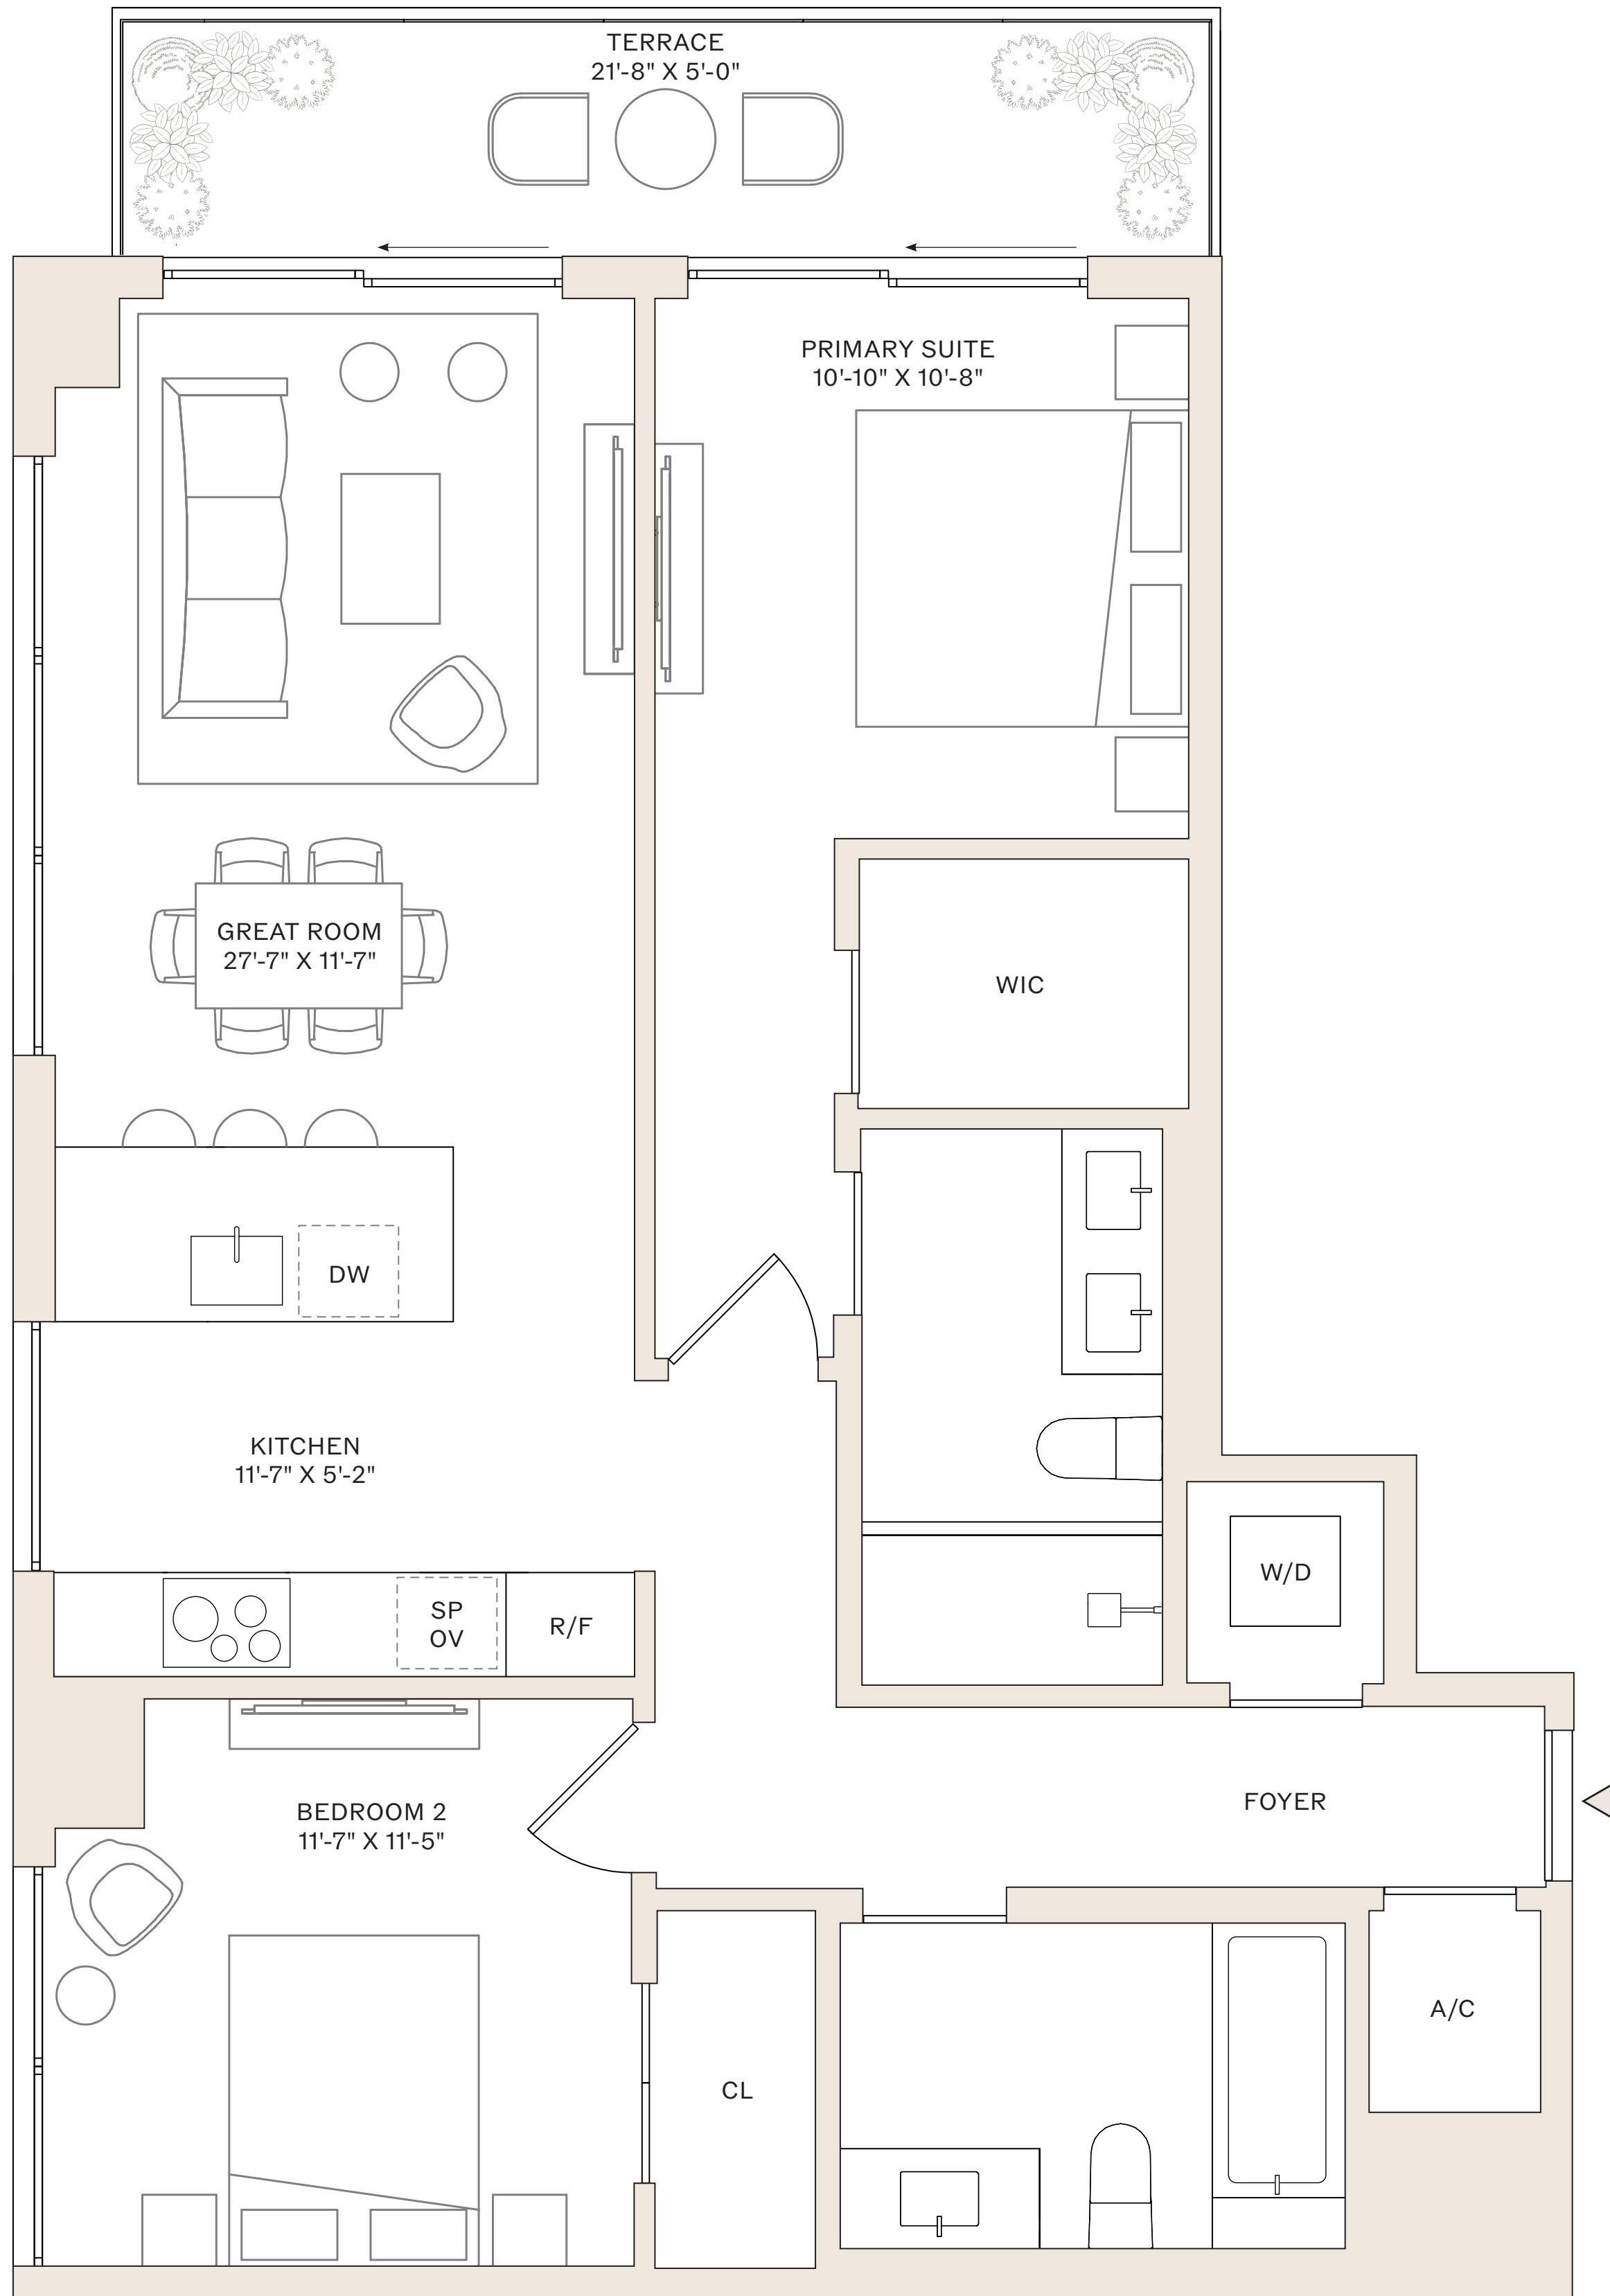 TERRACE
21'-8" X 5'-0"
PRIMARY SUITE
10'-10" X 10'-8"
GREAT ROOM
27'-7" X 11'-7"
WIC
DW
KITCHEN
11'-7" X 5'-2"
W/D
SP
OV
R/F
BEDROOM 2
11'-7" X 11'-5"
FOYER
A/C
CL